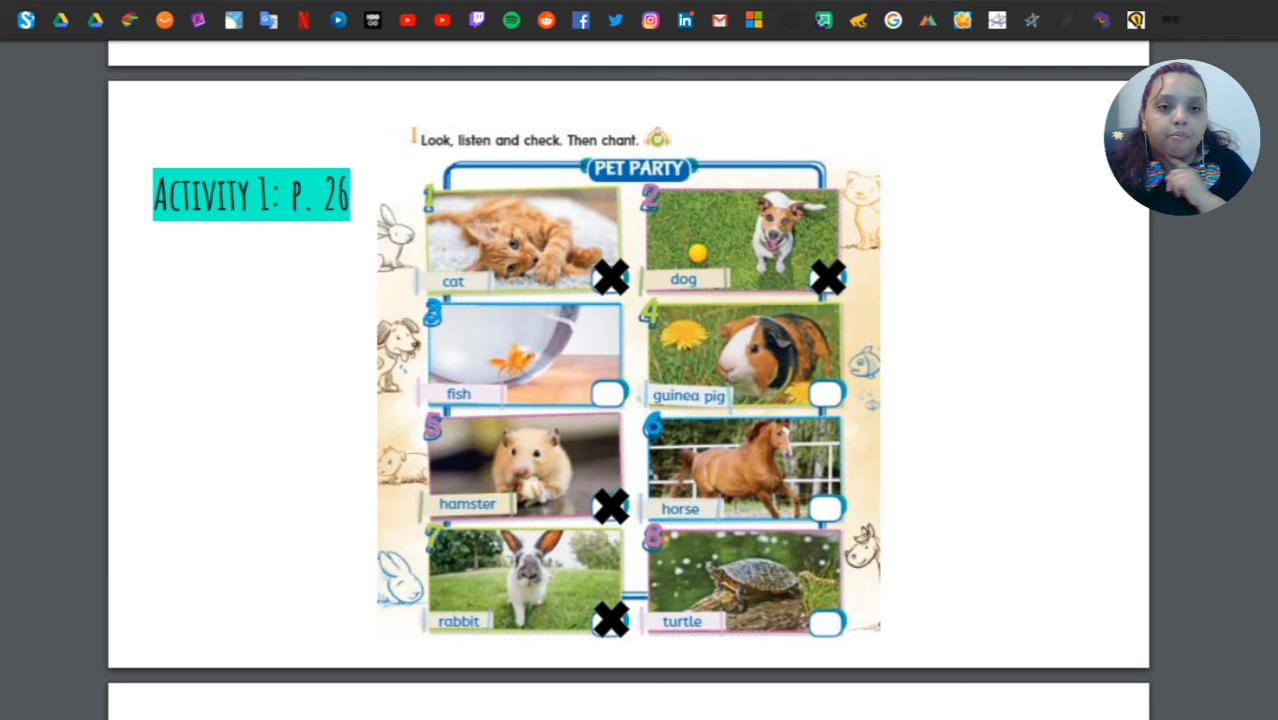 1 Look, listen and check. Then chant.
ACTIVITY 1: P. 26
PET PARTY
1
cat
2
dog
3
fish
4
guinea pig
5
hamster
6
horse
7
rabbit
8
turtle